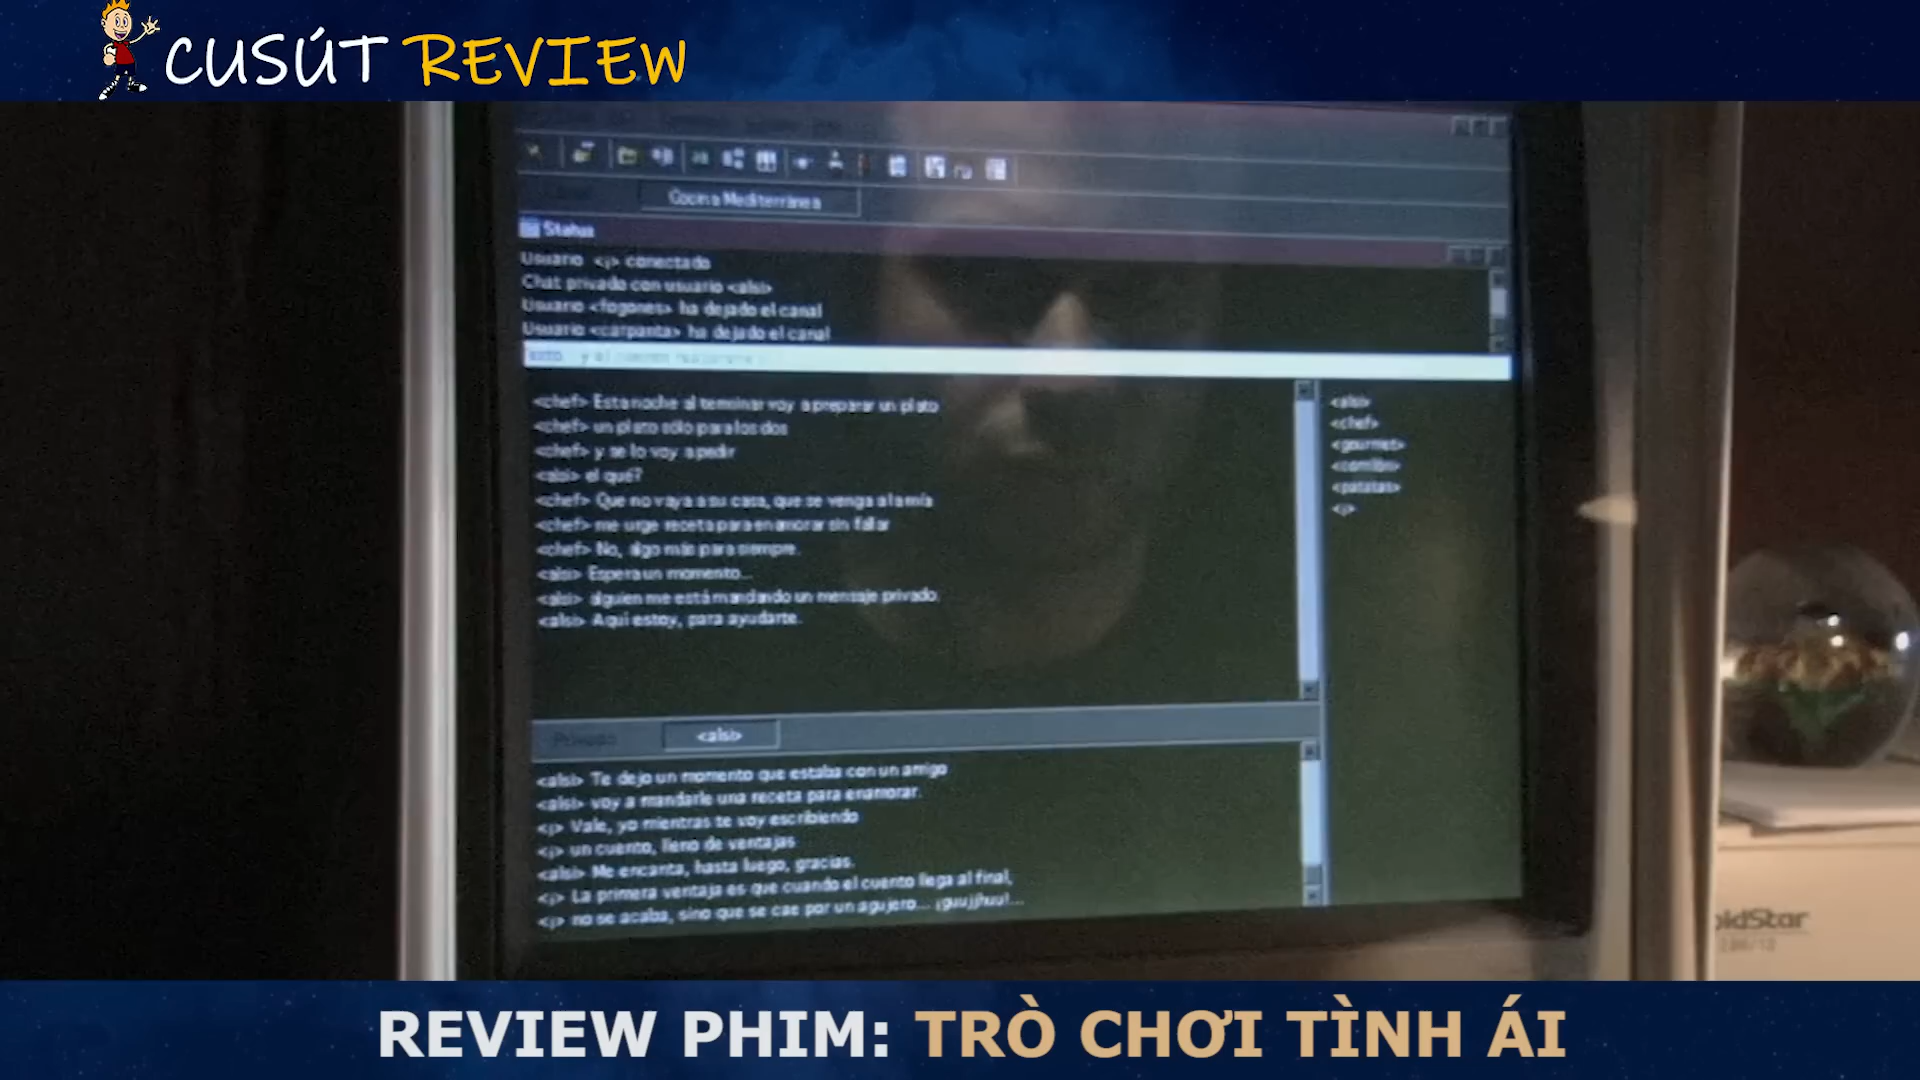 CUSÚT REVIEW
Cocina Mediterránea
Status
Usuario <j> conectado
Chat privado con usuario <alsi>
Usuario <fogones> ha dejado el canal
Usuario <carpanta> ha dejado el canal
Texto y el
<chef> Esta noche al terminar voy a preparar un plato
<chef> un plato sólo para los dos
<chef> y se lo voy a pedir
<alsi> el qué?
<chef> Que no vaya a su casa, que se venga a la mía
<chef> me urge receta para enamorar sin fallar
<chef> No, algo más para siempre.
<alsi> Espera un momento...
<alsi> alguien me está mandando un mensaje privado.
<alsi> Aquí estoy, para ayudarte.
<alsi>
<chef>
<gourmet>
<comilón>
<patatas>
<j>
Privado <alsi>
<alsi> Te dejo un momento que estaba con un amigo
<alsi> voy a mandarle una receta para enamorar.
<j> Vale, yo mientras te voy escribiendo
<j> un cuento, lleno de ventajas
<alsi> Me encanta, hasta luego, gracias.
<j> La primera ventaja es que cuando el cuento llega al final,
<j> no se acaba, sino que se cae por un agujero... ¡guujjhuu!...
oldStar
REVIEW PHIM: TRÒ CHƠI TÌNH ÁI